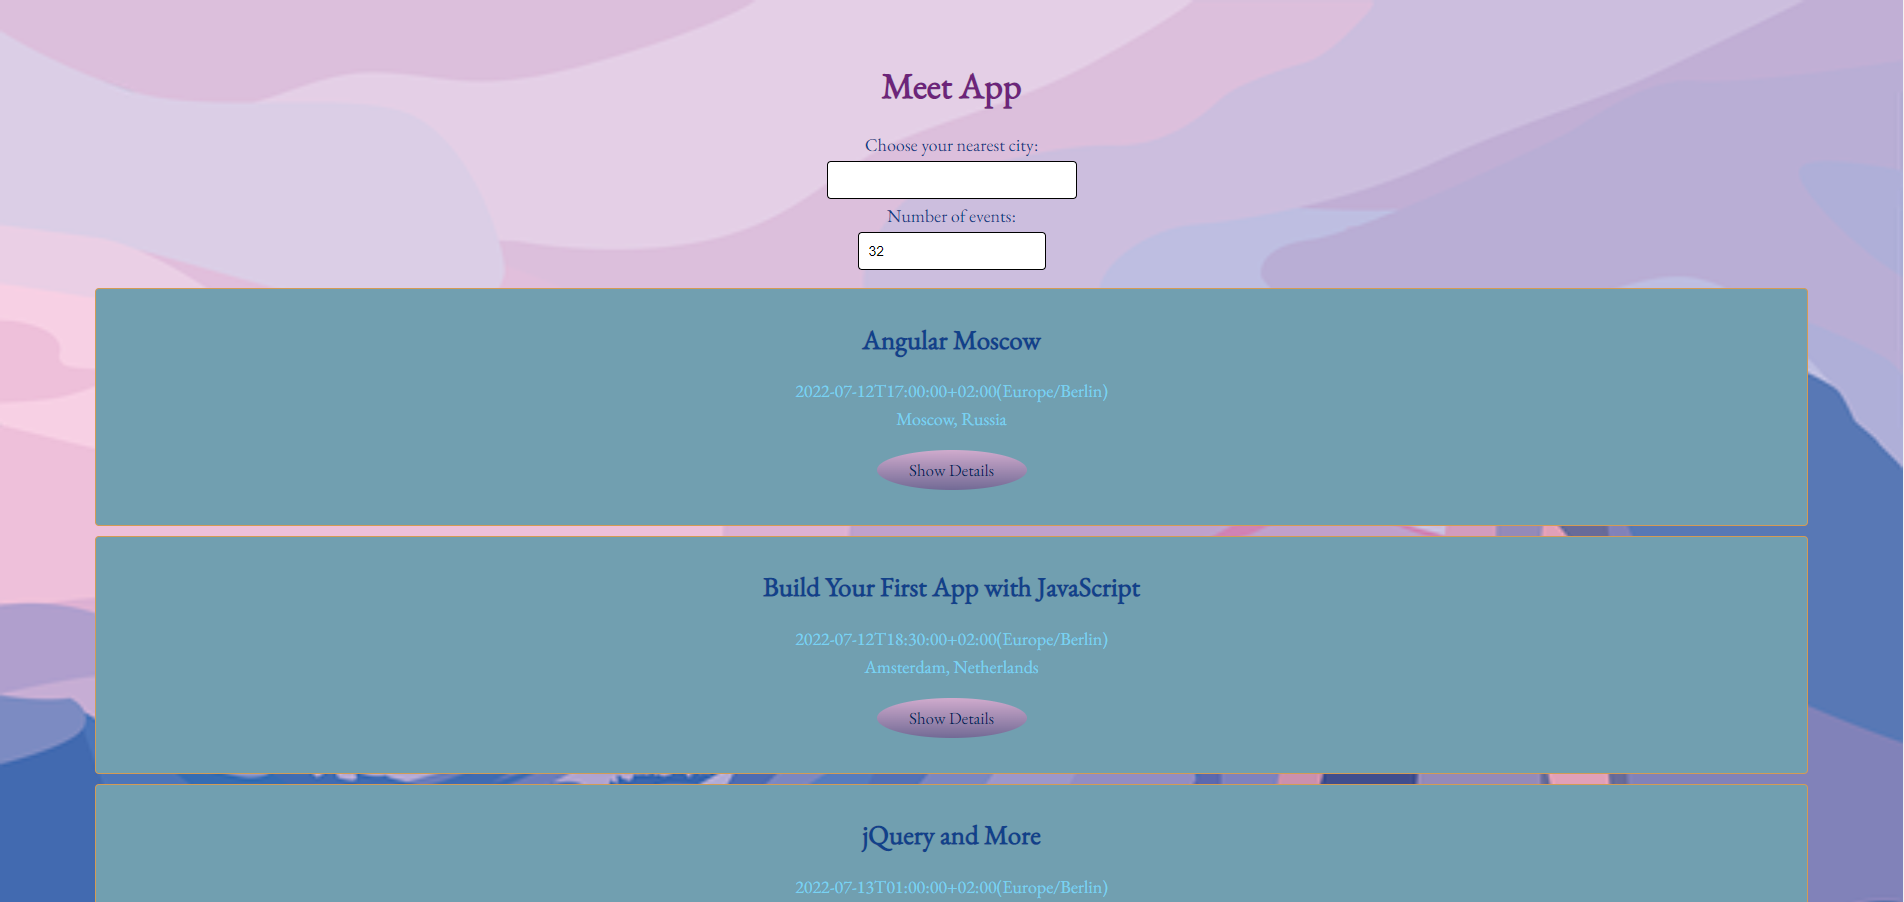 Meet App
Choose your nearest city:
Number of events:
32
Angular Moscow
2022-07-12T17:00:00+02:00(Europe/Berlin)
Moscow, Russia
Show Details
Build Your First App with JavaScript
2022-07-12T18:30:00+02:00(Europe/Berlin)
Amsterdam, Netherlands
Show Details
jQuery and More
2022-07-13T01:00:00+02:00(Europe/Berlin)